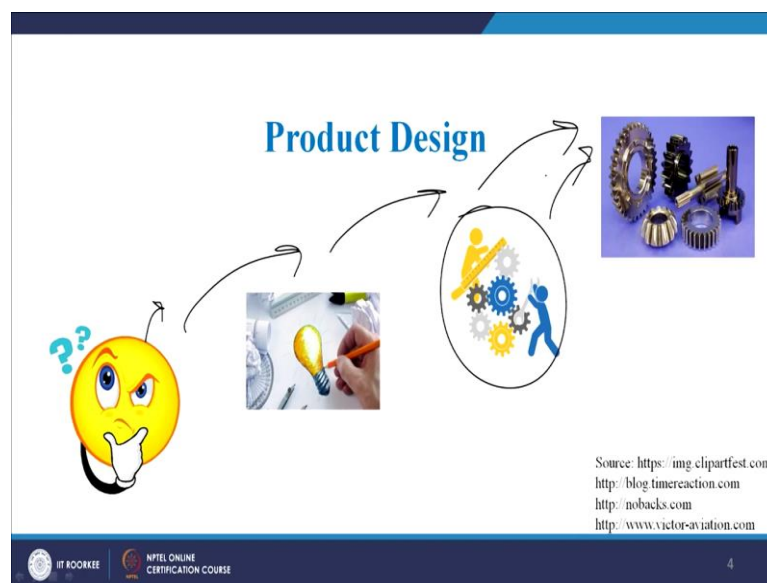 Product Design
??
Source: https://img.clipartfest.com
http://blog.timereaction.com
http://nobacks.com
http://www.victor-aviation.com
IIT ROORKEE
NPTEL ONLINE
CERTIFICATION COURSE
4